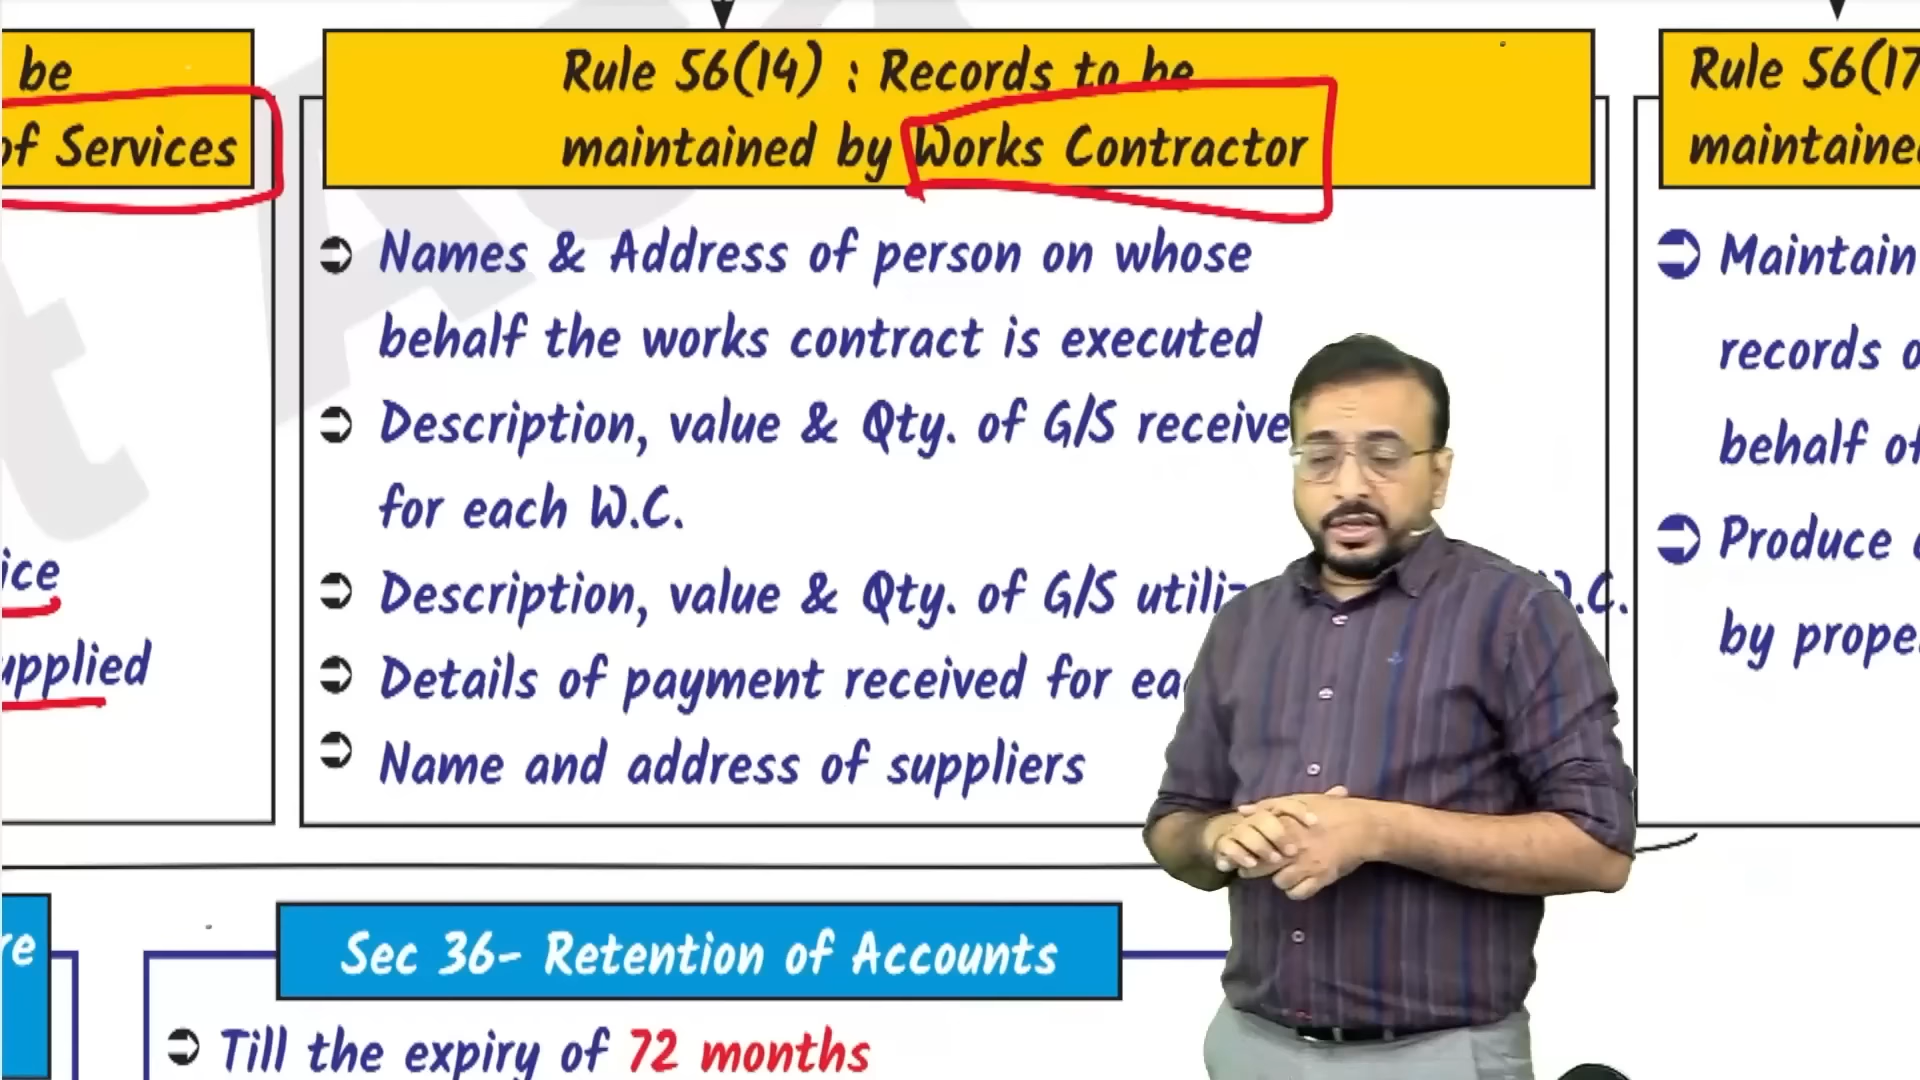 be
of Services
ice
upplied
re
Rule 56(14) : Records to be
maintained by Works Contractor
Names & Address of person on whose
behalf the works contract is executed
Description, value & Qty. of G/S receive
for each W.C.
Description, value & Qty. of G/S utiliz .C.
Details of payment received for ea
Name and address of suppliers
Sec 36- Retention of Accounts
Till the expiry of 72 months
Rule 56(17
maintaine
Maintain
records o
behalf of
Produce
by prope